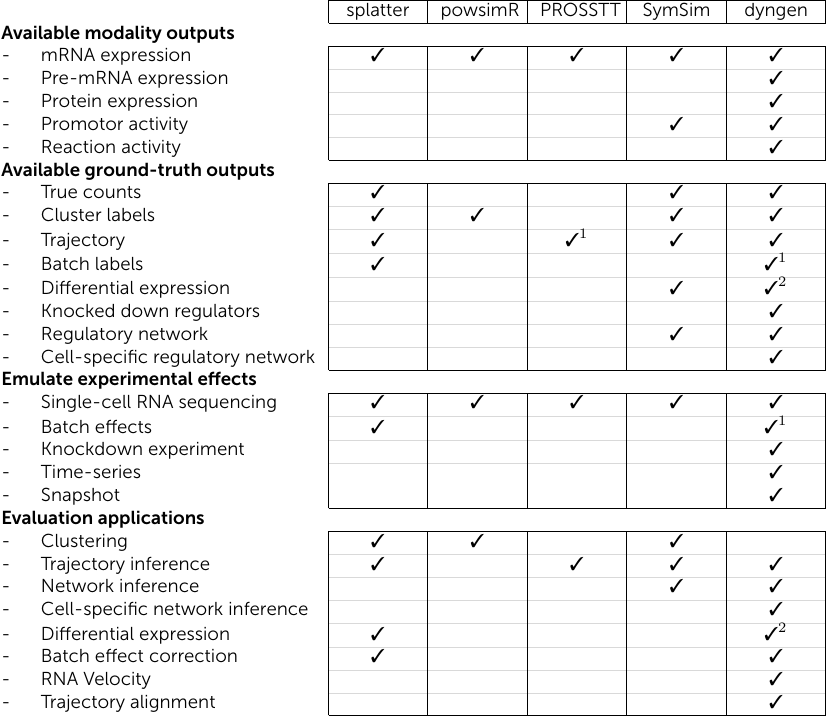 splatter powsimR PROSSTT SymSim dyngen
Available modality outputs
- mRNA expression ✓ ✓ ✓ ✓ ✓
- Pre-mRNA expression ✓
- Protein expression ✓
- Promotor activity ✓ ✓
- Reaction activity ✓
Available ground-truth outputs
- True counts ✓ ✓ ✓
- Cluster labels ✓ ✓ ✓ ✓
- Trajectory ✓ ✓1 ✓ ✓
- Batch labels ✓ ✓1
- Differential expression ✓ ✓2
- Knocked down regulators ✓
- Regulatory network ✓ ✓
- Cell-specific regulatory network ✓
Emulate experimental effects
- Single-cell RNA sequencing ✓ ✓ ✓ ✓ ✓
- Batch effects ✓ ✓1
- Knockdown experiment ✓
- Time-series ✓
- Snapshot ✓
Evaluation applications
- Clustering ✓ ✓ ✓
- Trajectory inference ✓ ✓ ✓ ✓
- Network inference ✓ ✓
- Cell-specific network inference ✓
- Differential expression ✓ ✓2
- Batch effect correction ✓ ✓
- RNA Velocity ✓
- Trajectory alignment ✓